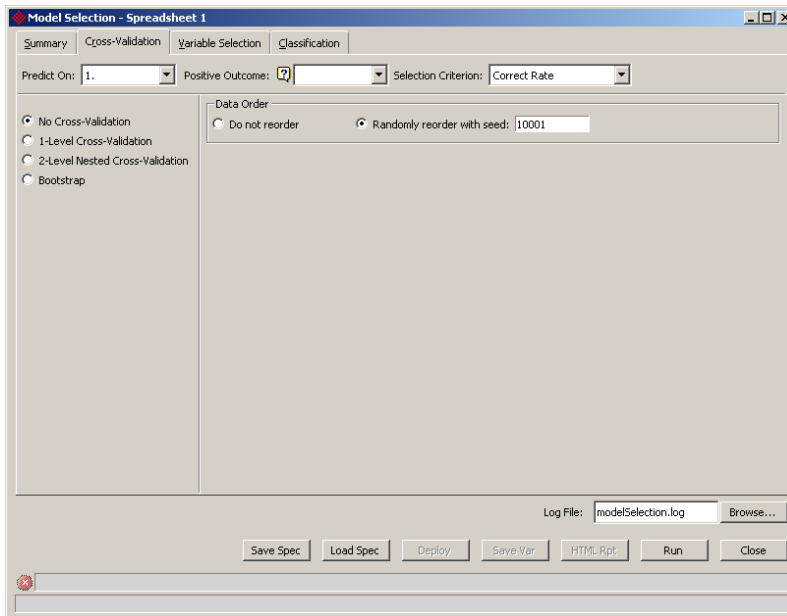 Model Selection - Spreadsheet 1
Summary Cross-Validation Variable Selection Classification
Predict On: 1. Positive Outcome: ? Selection Criterion: Correct Rate
Data Order
No Cross-Validation
Do not reorder Randomly reorder with seed: 10001
1-Level Cross-Validation
2-Level Nested Cross-Validation
Bootstrap
Log File: modelSelection.log Browse...
Save Spec Load Spec Deploy Save Var HTML Rpt Run Close